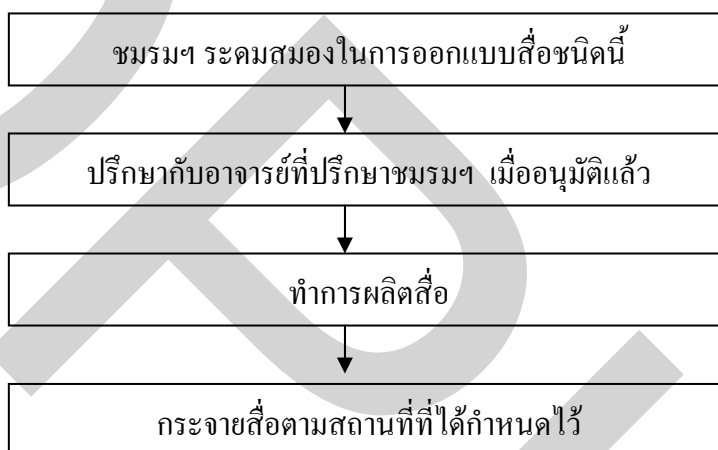 ชมรมฯ ระดมสมองในการออกแบบสื่อชนิดนี้
ปรึกษากับอาจารย์ที่ปรึกษาชมรมฯ เมื่ออนุมัติแล้ว
ทำการผลิตสื่อ
กระจายสื่อตามสถานที่ที่ได้กำหนดไว้